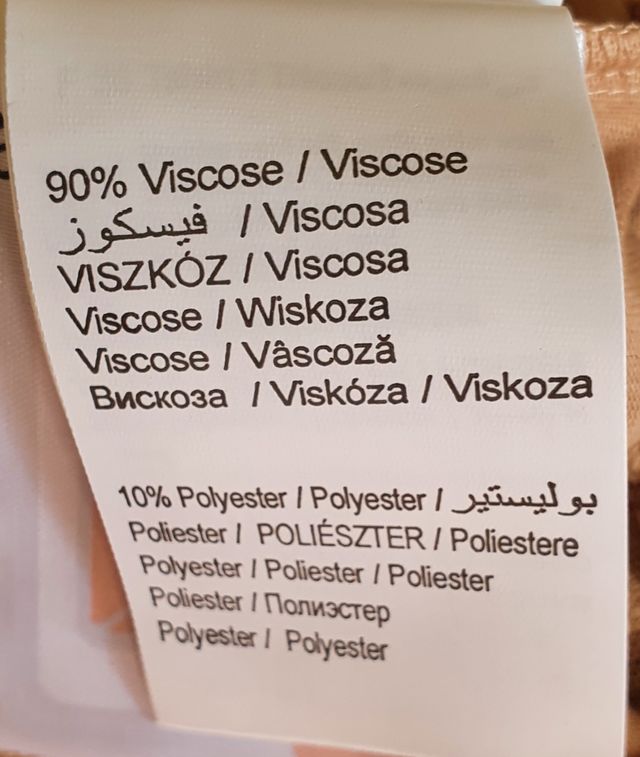 90% Viscose / Viscose
فيسكوز / Viscosa
VISZKÓZ / Viscosa
Viscose / Wiskoza
Viscose / Vâscoză
Вискоза / Viskóza / Viskoza
10% Polyester / Polyester / بوليستير
Poliester / POLIÉSZTER / Poliestere
Polyester / Poliester / Poliester
Poliester / Полиэстер
Polyester / Polyester